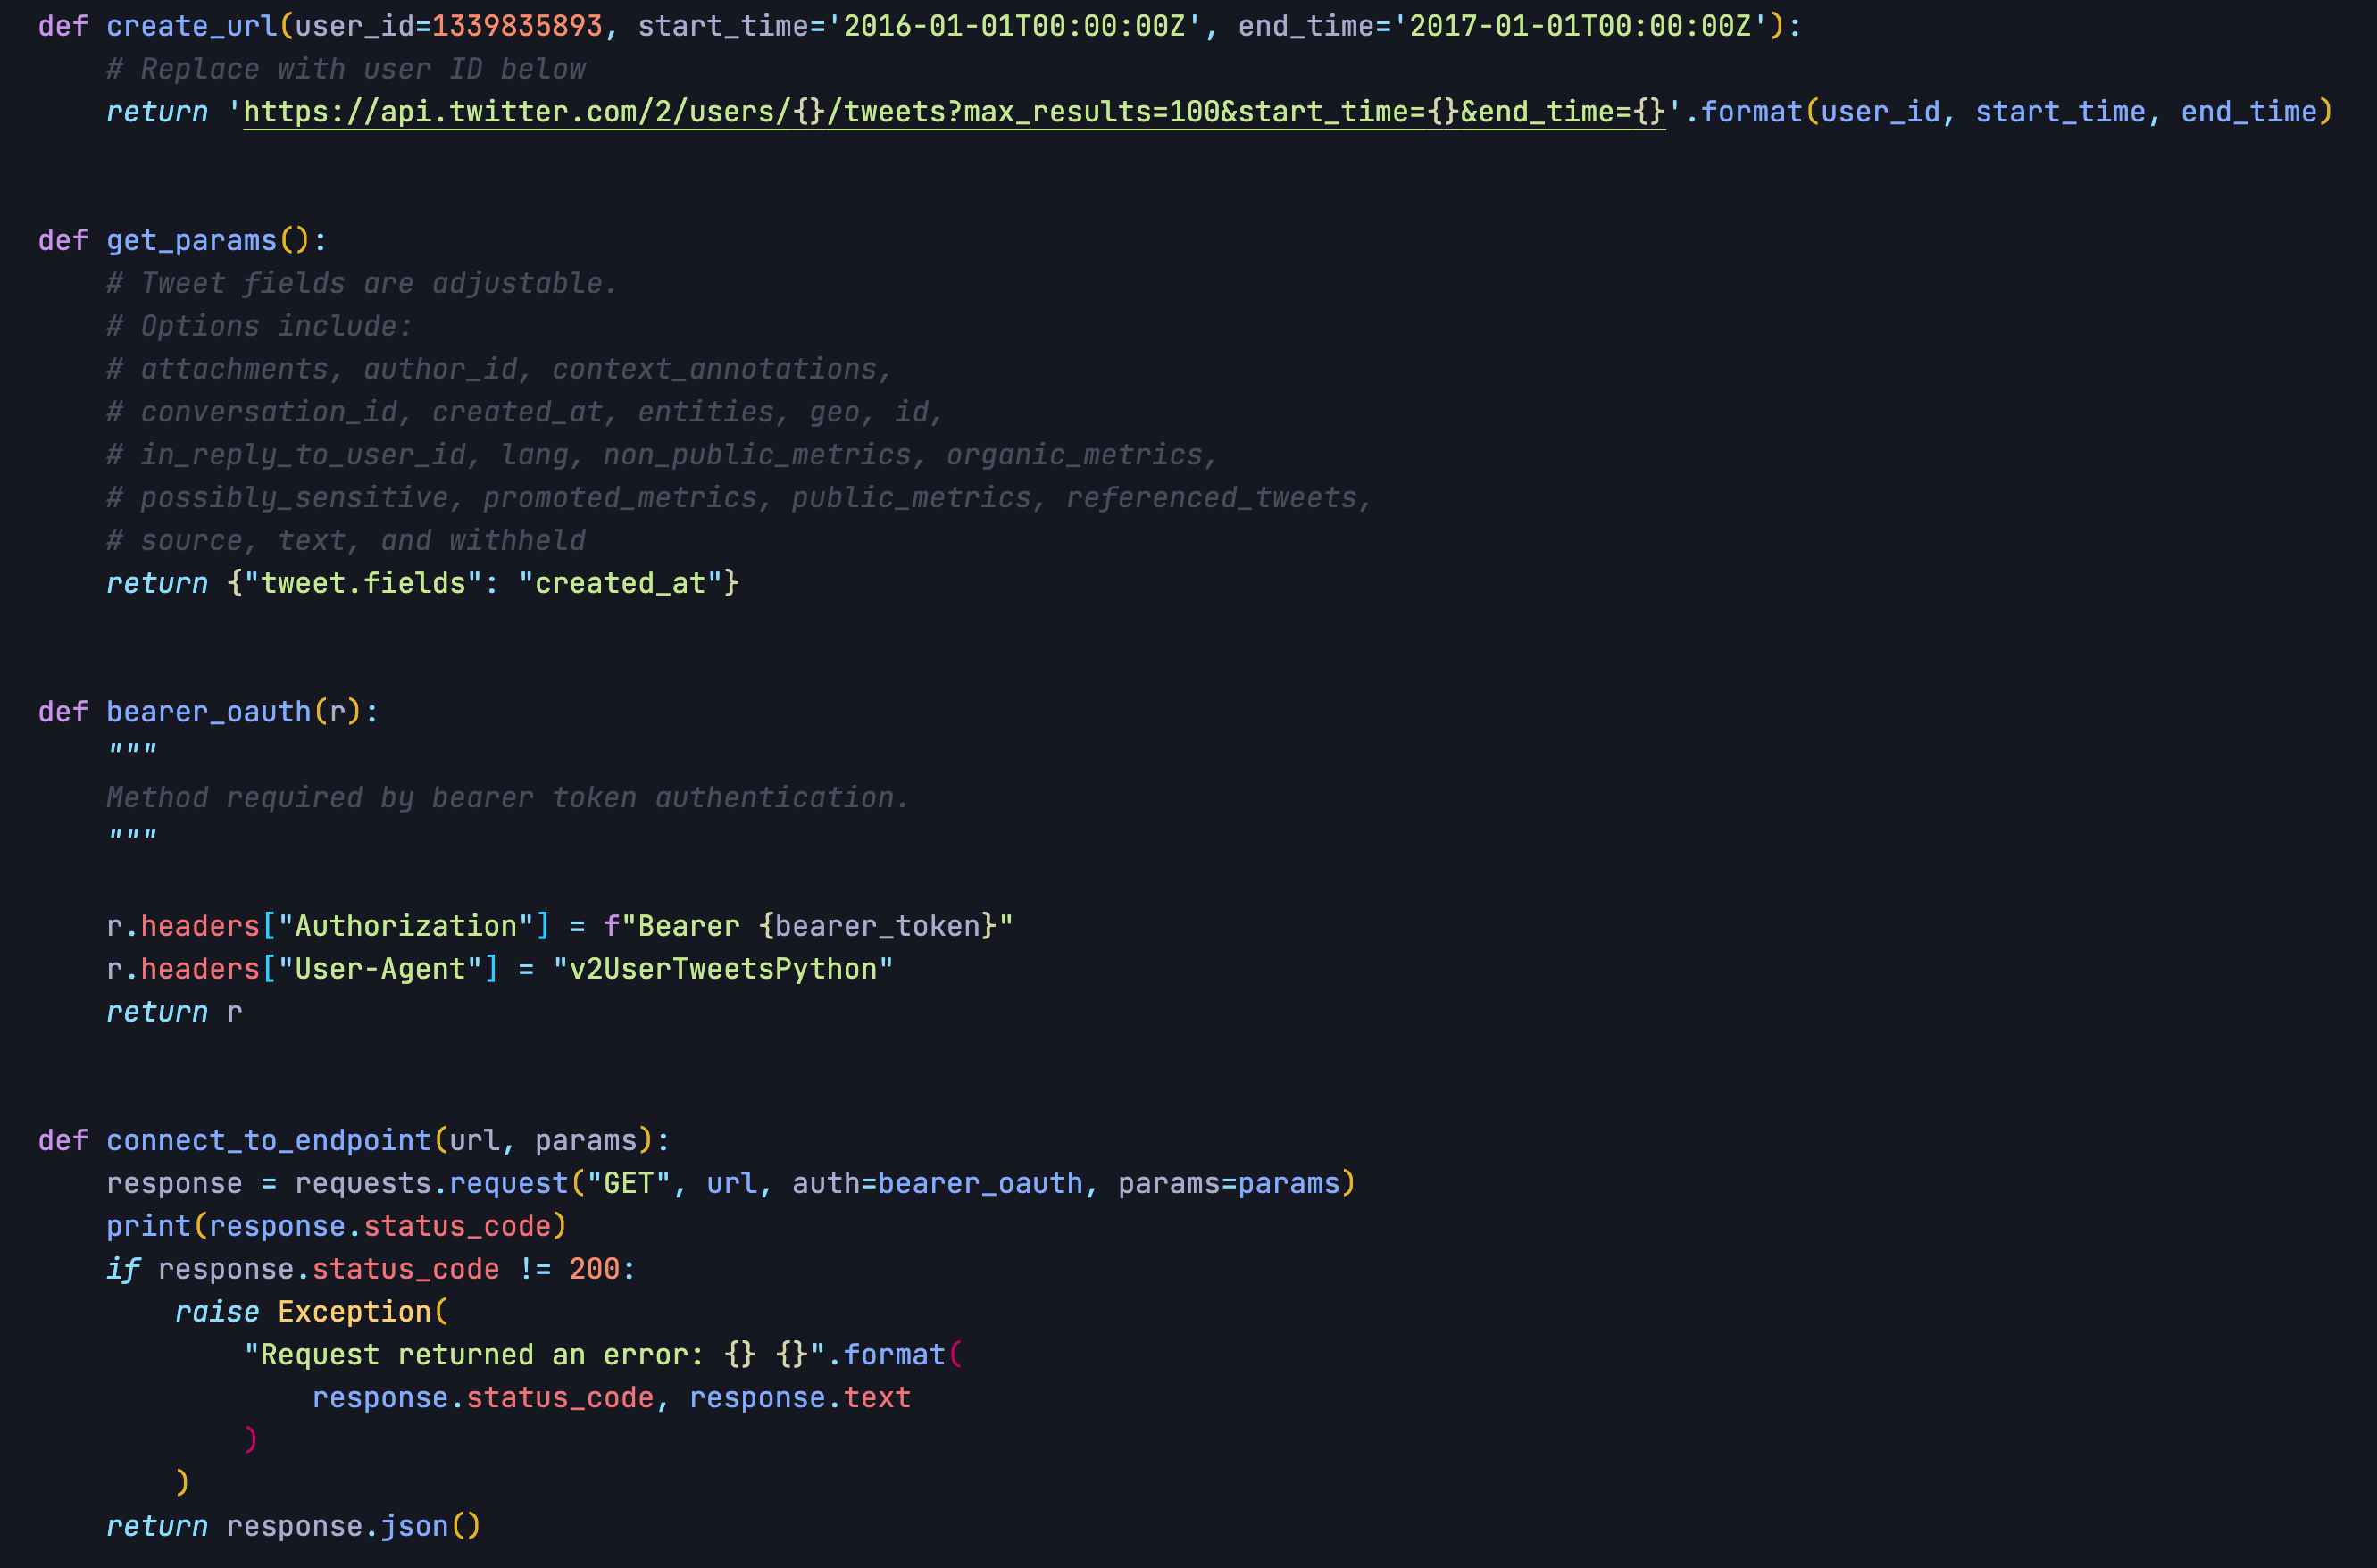 def create_url(user_id=1339835893, start_time='2016-01-01T00:00:00Z', end_time='2017-01-01T00:00:00Z'):
    # Replace with user ID below
    return 'https://api.twitter.com/2/users/{}/tweets?max_results=100&start_time={}&end_time={}'.format(user_id, start_time, end_time)


def get_params():
    # Tweet fields are adjustable.
    # Options include:
    # attachments, author_id, context_annotations,
    # conversation_id, created_at, entities, geo, id,
    # in_reply_to_user_id, lang, non_public_metrics, organic_metrics,
    # possibly_sensitive, promoted_metrics, public_metrics, referenced_tweets,
    # source, text, and withheld
    return {"tweet.fields": "created_at"}


def bearer_oauth(r):
    """
    Method required by bearer token authentication.
    """

    r.headers["Authorization"] = f"Bearer {bearer_token}"
    r.headers["User-Agent"] = "v2UserTweetsPython"
    return r


def connect_to_endpoint(url, params):
    response = requests.request("GET", url, auth=bearer_oauth, params=params)
    print(response.status_code)
    if response.status_code != 200:
        raise Exception(
            "Request returned an error: {} {}".format(
                response.status_code, response.text
            )
        )
    return response.json()